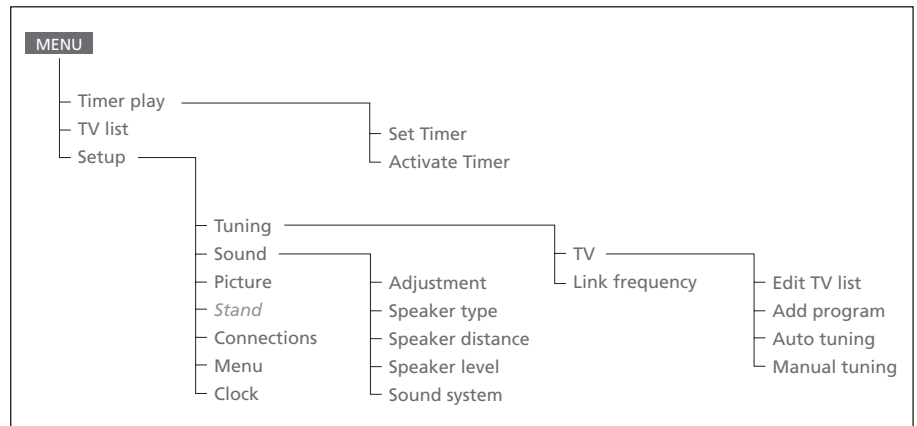 MENU
Timer play
TV list
Setup
Set Timer
Activate Timer
Tuning
Sound
Picture
Stand
Connections
Menu
Clock
Adjustment
Speaker type
Speaker distance
Speaker level
Sound system
TV
Link frequency
Edit TV list
Add program
Auto tuning
Manual tuning